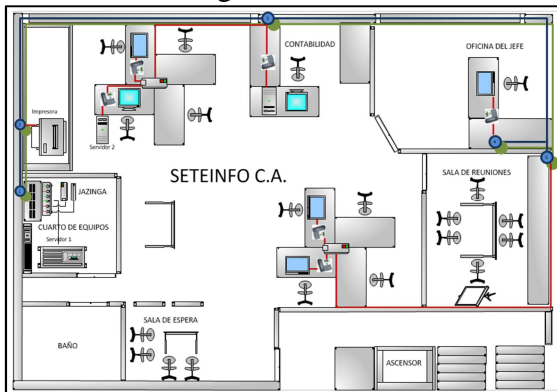 CONTABILIDAD
OFICINA DEL JEFE
Impresora
Servidor 2
SETEINFO C.A.
SALA DE REUNIONES
JAZINGA
CUARTO DE EQUIPOS
Servidor 1
SALA DE ESPERA
BAÑO
ASCENSOR